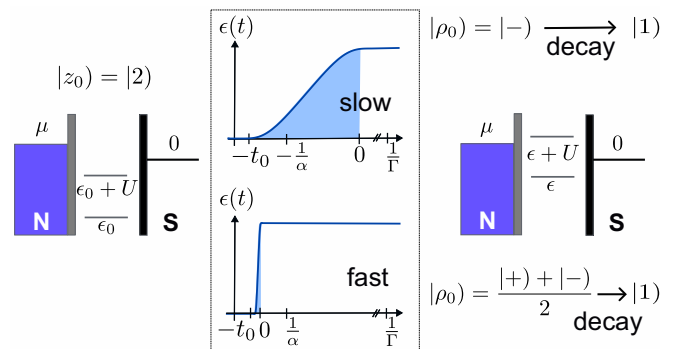 |z₀) = |2)
μ
0
ϵ₀ + U
ϵ₀
N
S
ϵ(t)
slow
−t₀ −1/α 0 1/Γ
ϵ(t)
fast
−t₀ 0 1/α 1/Γ
|ρ₀) = |−) ⟶ |1)
decay
μ
0
ϵ + U
ϵ
N
S
|ρ₀) = |+) + |−) / 2 ⟶ |1)
decay